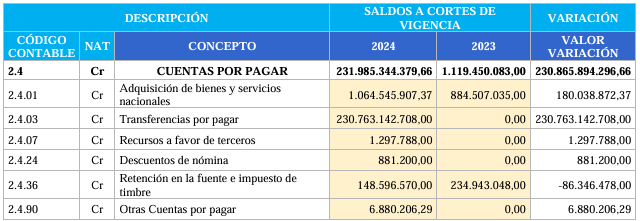 DESCRIPCIÓN SALDOS A CORTES DE VIGENCIA VARIACIÓN
CÓDIGO CONTABLE NAT CONCEPTO 2024 2023 VALOR VARIACIÓN
2.4 Cr CUENTAS POR PAGAR 231.985.344.379,66 1.119.450.083,00 230.865.894.296,66
2.4.01 Cr Adquisición de bienes y servicios nacionales 1.064.545.907,37 884.507.035,00 180.038.872,37
2.4.03 Cr Transferencias por pagar 230.763.142.708,00 0,00 230.763.142.708,00
2.4.07 Cr Recursos a favor de terceros 1.297.788,00 0,00 1.297.788,00
2.4.24 Cr Descuentos de nómina 881.200,00 0,00 881.200,00
2.4.36 Cr Retención en la fuente e impuesto de timbre 148.596.570,00 234.943.048,00 -86.346.478,00
2.4.90 Cr Otras Cuentas por pagar 6.880.206,29 0,00 6.880.206,29